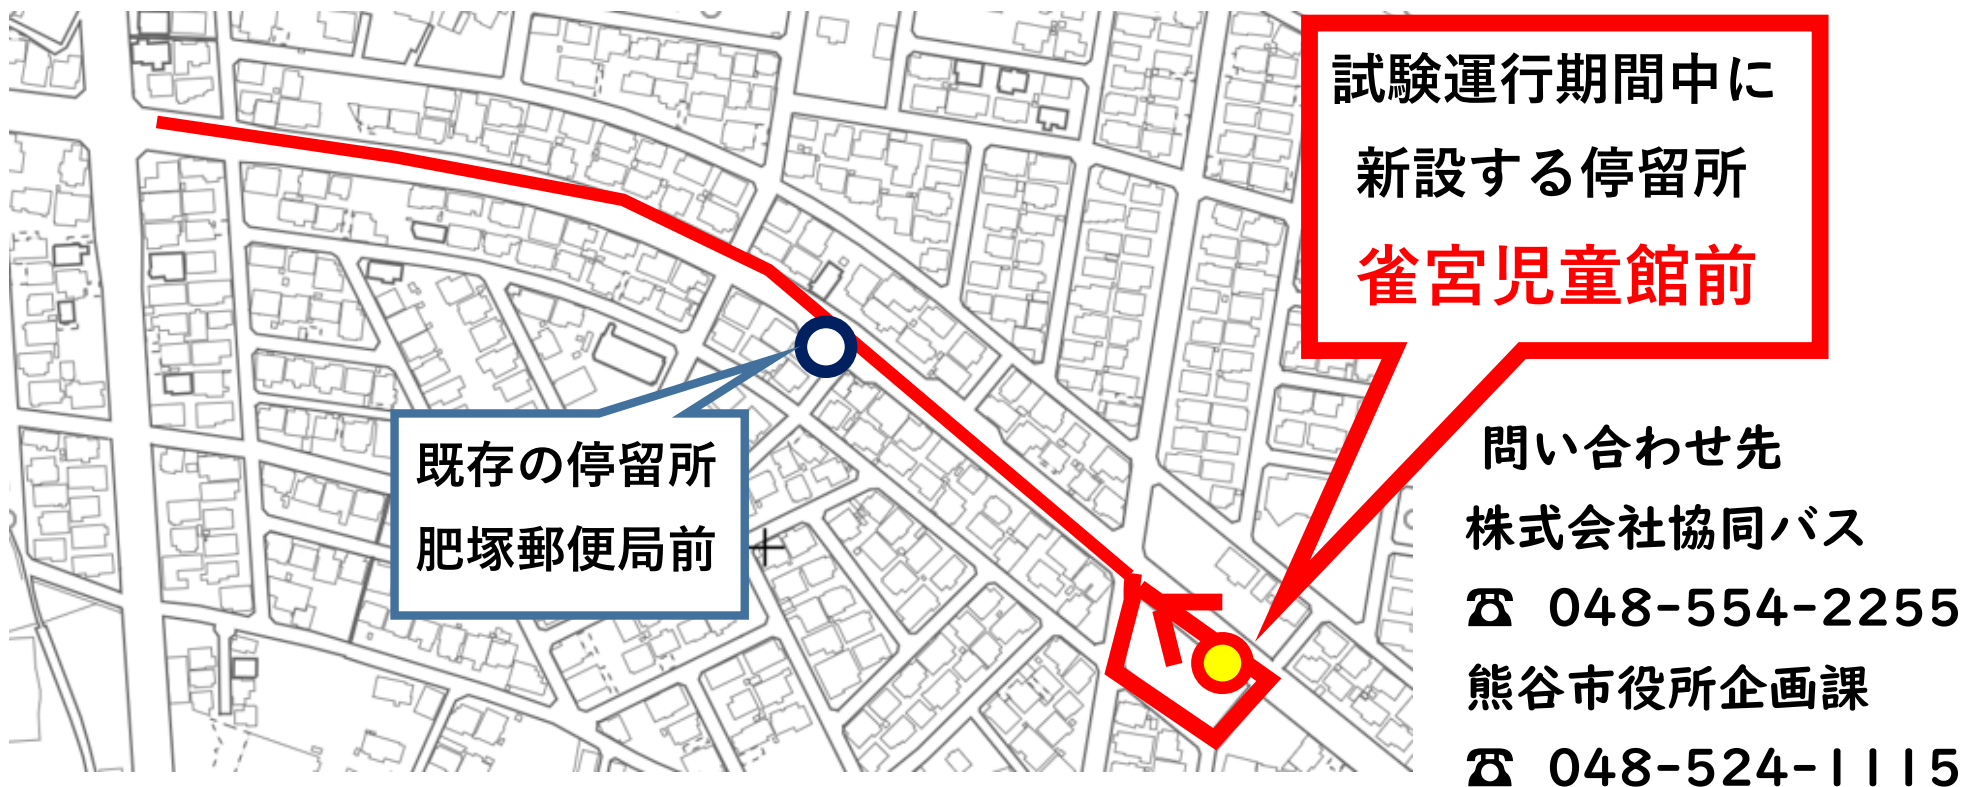 試験運行期間中に
新設する停留所
雀宮児童館前
既存の停留所
肥塚郵便局前
問い合わせ先
株式会社協同バス
☎ 048-554-2255
熊谷市役所企画課
☎ 048-524-1115